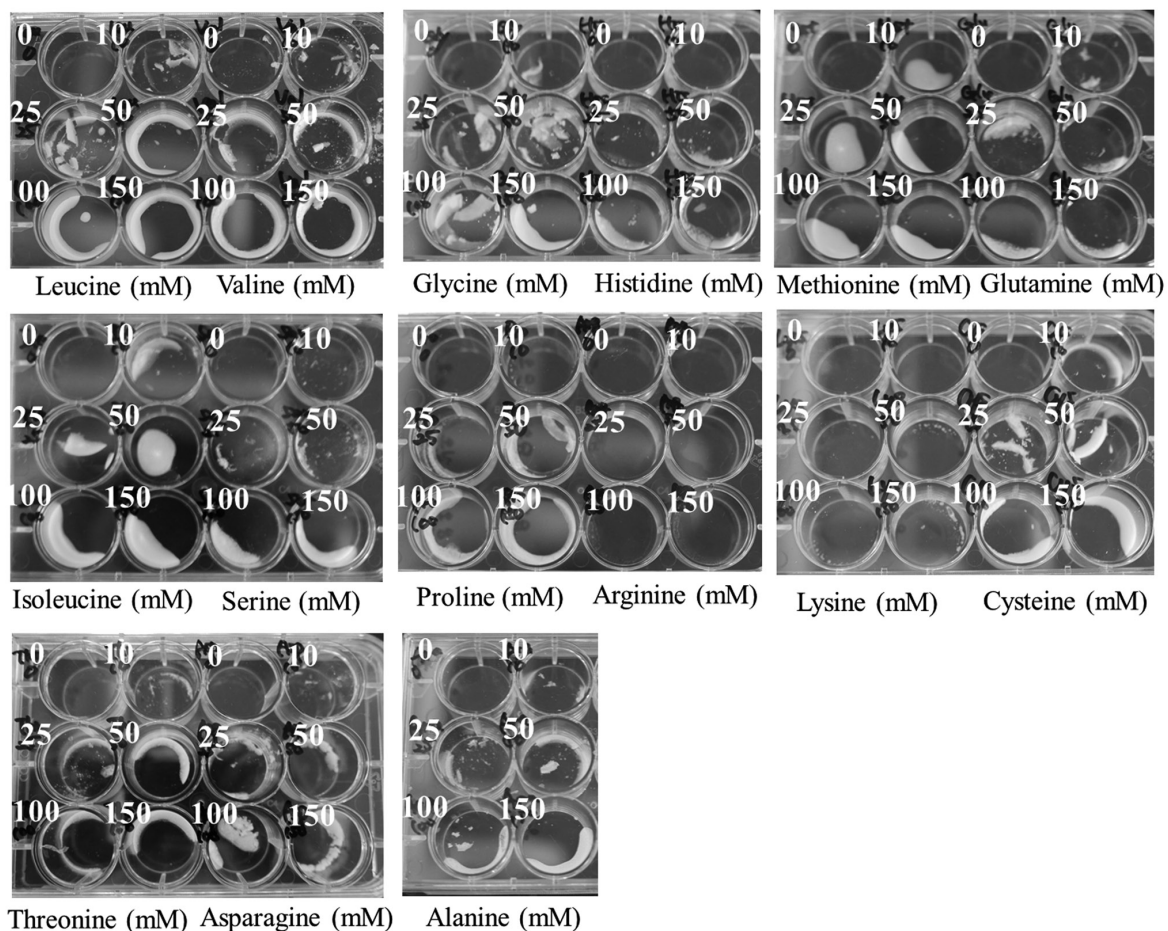 0 10 0 10
25 50 25 50
100 150 100 150
Leucine (mM) Valine (mM)
0 10 0 10
25 50 25 50
100 150 100 150
Glycine (mM) Histidine (mM)
0 10 0 10
25 50 25 50
100 150 100 150
Methionine (mM) Glutamine (mM)
0 10 0 10
25 50 25 50
100 150 100 150
Isoleucine (mM) Serine (mM)
0 10 0 10
25 50 25 50
100 150 100 150
Proline (mM) Arginine (mM)
0 10 0 10
25 50 25 50
100 150 100 150
Lysine (mM) Cysteine (mM)
0 10 0 10
25 50 25 50
100 150 100 150
Threonine (mM) Asparagine (mM)
0 10
25 50
100 150
Alanine (mM)